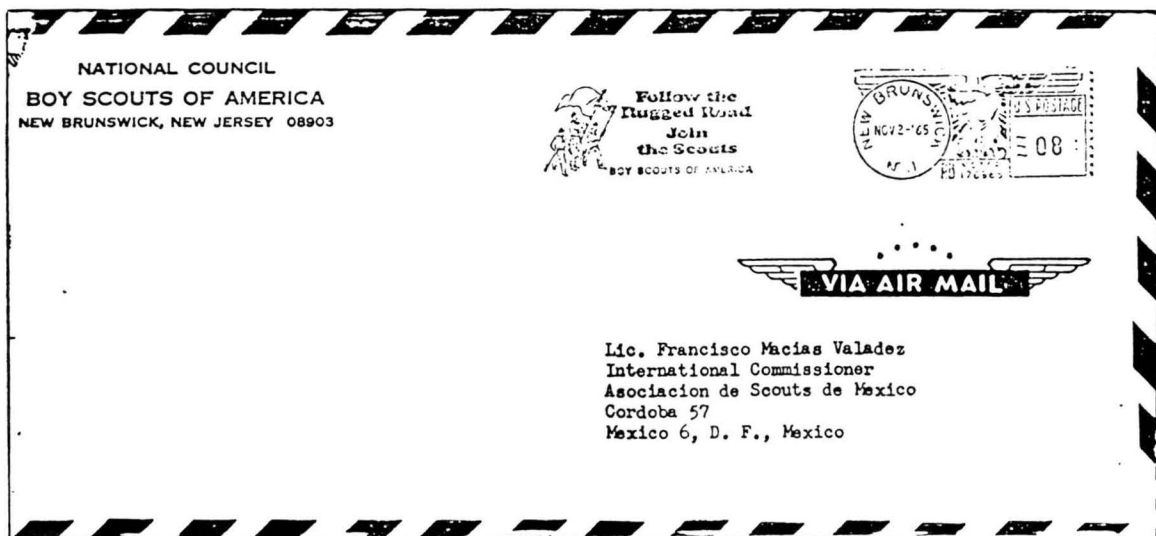 NATIONAL COUNCIL
BOY SCOUTS OF AMERICA
NEW BRUNSWICK, NEW JERSEY 08903
Follow the
Rugged Road
Join
the Scouts
BOY SCOUTS OF AMERICA
NEW BRUNSWICK
NOV 2-'65
N.J.
U.S. POSTAGE
08
VIA AIR MAIL
Lic. Francisco Macias Valadez
International Commissioner
Asociacion de Scouts de Mexico
Cordoba 57
Mexico 6, D. F., Mexico